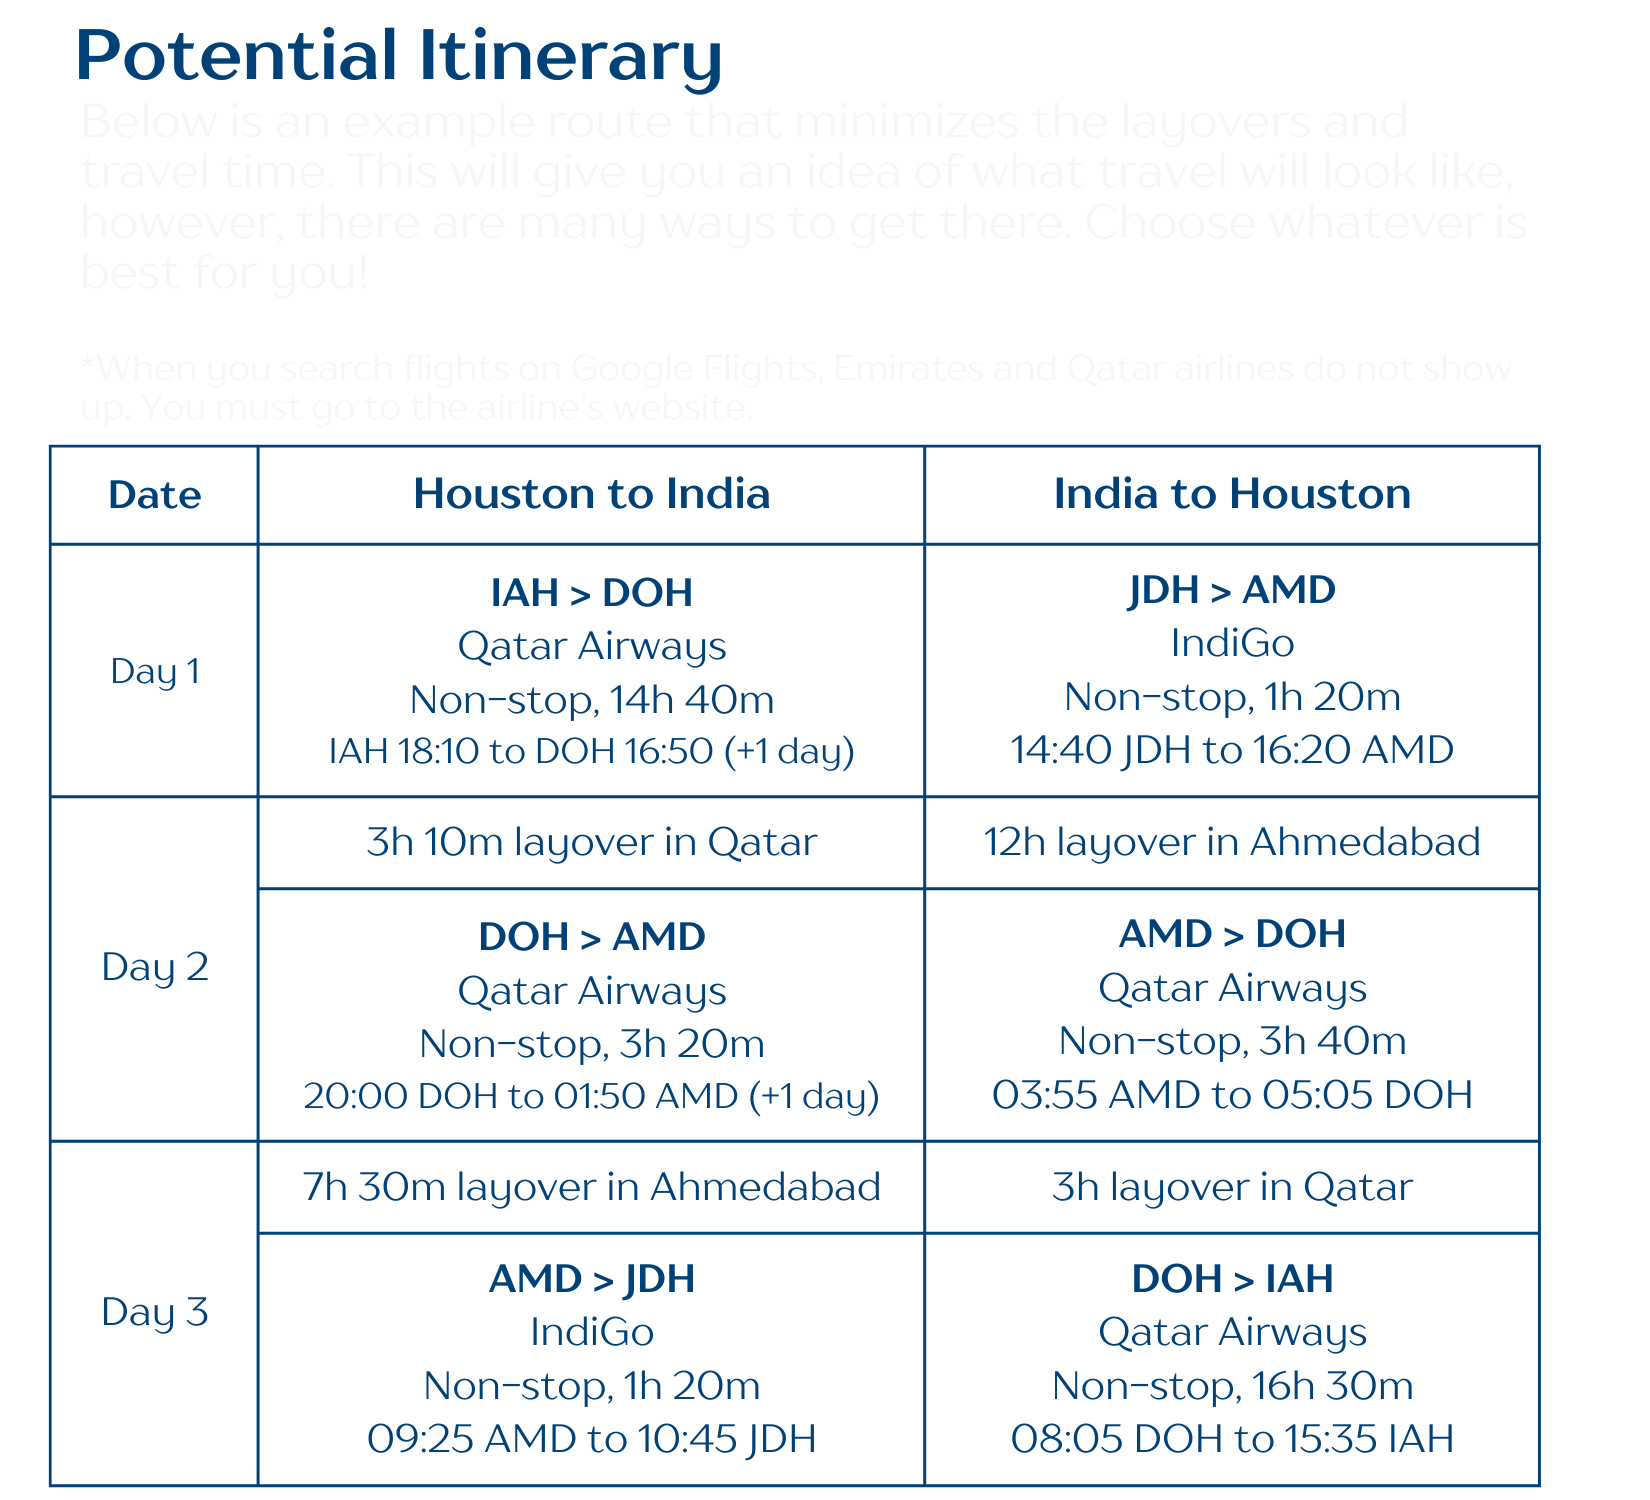 Potential Itinerary
Below is an example route that minimizes the layovers and
travel time. This will give you an idea of what travel will look like,
however, there are many ways to get there. Choose whatever is
best for you!
*When you search flights on Google Flights, Emirates and Qatar airlines do not show
up. You must go to the airline's website.
Date
Houston to India
India to Houston
Day 1
IAH > DOH
Qatar Airways
Non-stop, 14h 40m
IAH 18:10 to DOH 16:50 (+1 day)
JDH > AMD
IndiGo
Non-stop, 1h 20m
14:40 JDH to 16:20 AMD
Day 2
3h 10m layover in Qatar
12h layover in Ahmedabad
DOH > AMD
Qatar Airways
Non-stop, 3h 20m
20:00 DOH to 01:50 AMD (+1 day)
AMD > DOH
Qatar Airways
Non-stop, 3h 40m
03:55 AMD to 05:05 DOH
Day 3
7h 30m layover in Ahmedabad
3h layover in Qatar
AMD > JDH
IndiGo
Non-stop, 1h 20m
09:25 AMD to 10:45 JDH
DOH > IAH
Qatar Airways
Non-stop, 16h 30m
08:05 DOH to 15:35 IAH